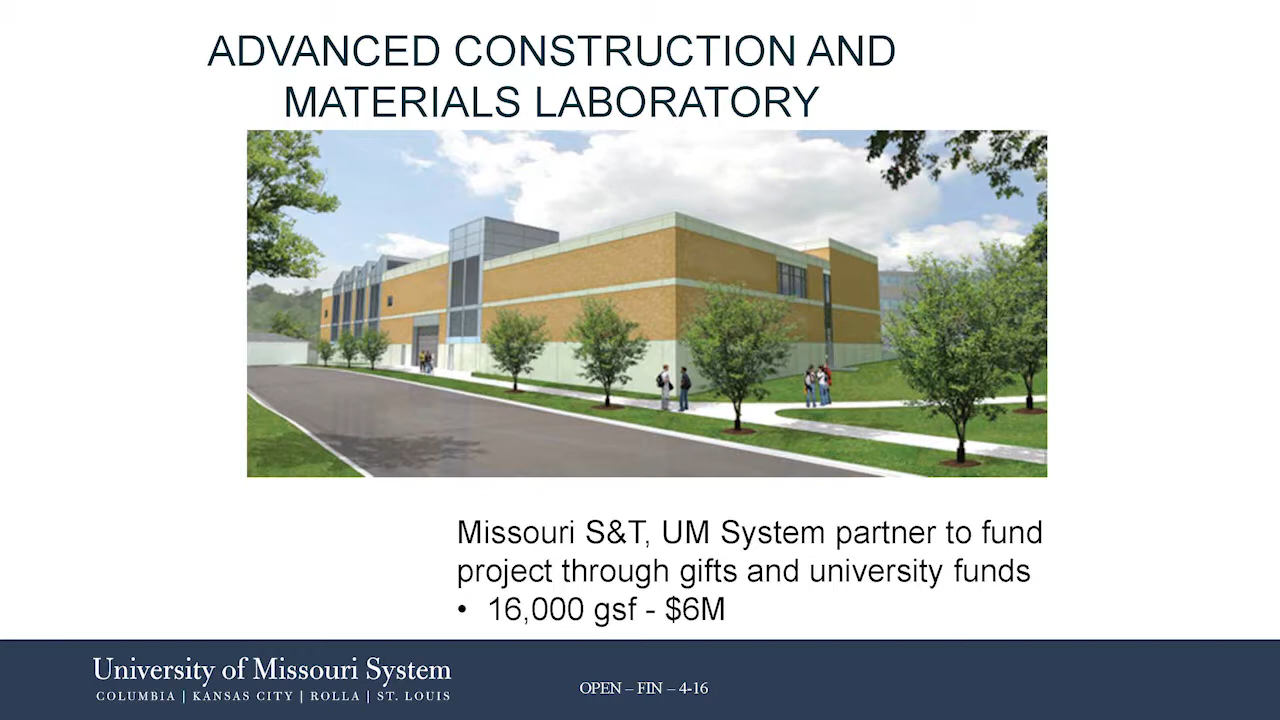 ADVANCED CONSTRUCTION AND
MATERIALS LABORATORY
Missouri S&T, UM System partner to fund
project through gifts and university funds
• 16,000 gsf - $6M
University of Missouri System
COLUMBIA | KANSAS CITY | ROLLA | ST. LOUIS
OPEN – FIN – 4-16